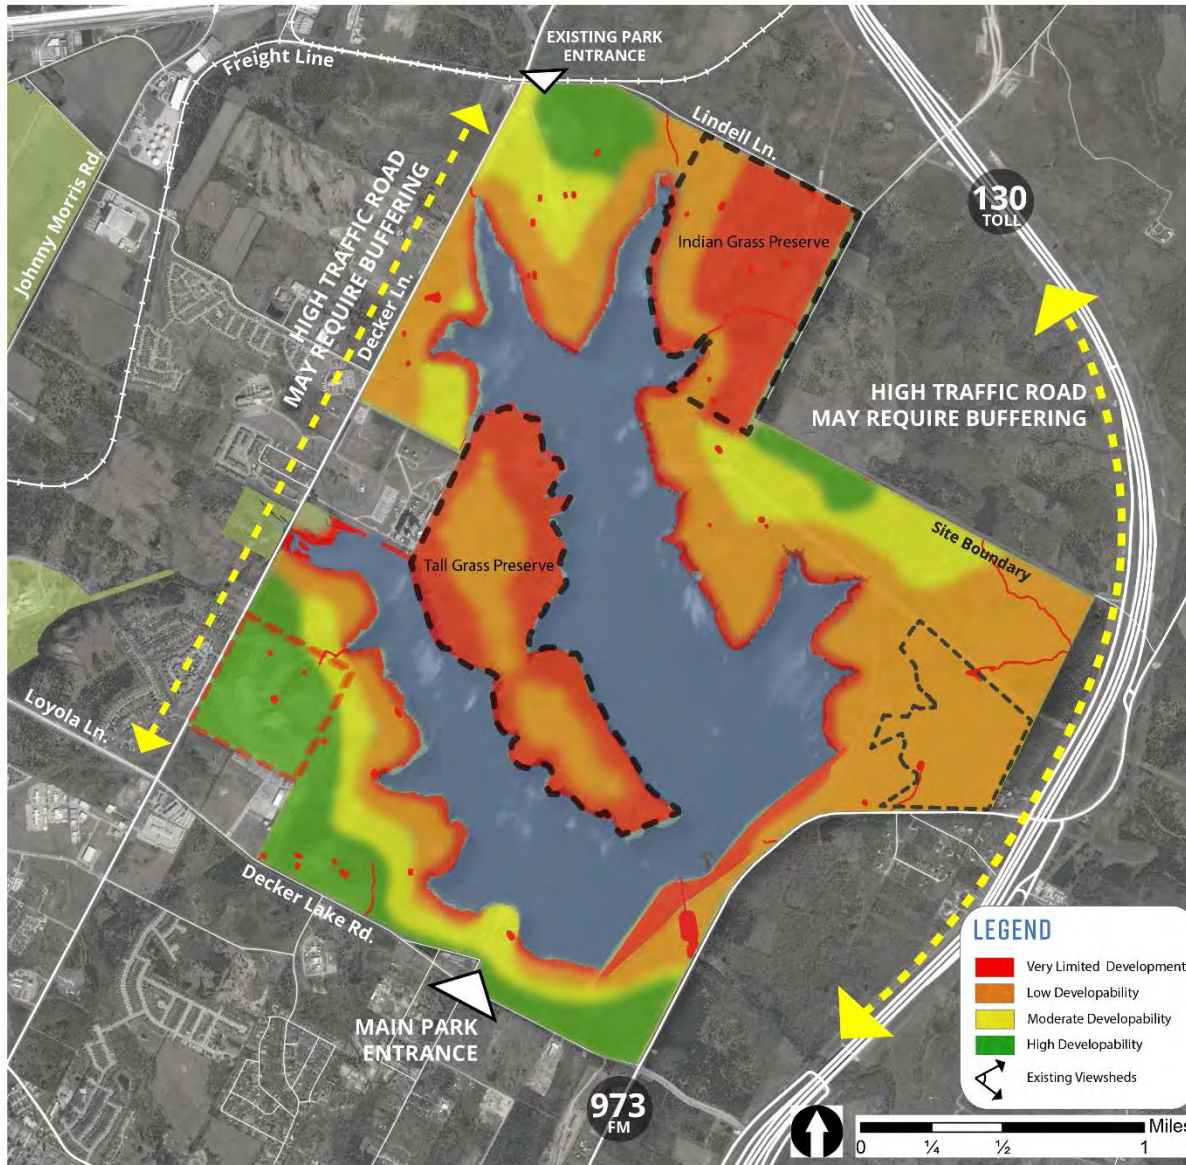 EXISTING PARK
ENTRANCE
Freight Line
Lindell Ln.
Johnny Morris Rd.
HIGH TRAFFIC ROAD
MAY REQUIRE BUFFERING
Decker Ln.
130
TOLL
Indian Grass Preserve
HIGH TRAFFIC ROAD
MAY REQUIRE BUFFERING
Site Boundary
Tall Grass Preserve
Loyola Ln.
Decker Lake Rd.
MAIN PARK
ENTRANCE
973
FM
LEGEND
Very Limited Development
Low Developability
Moderate Developability
High Developability
Existing Viewsheds
Miles
0 ¼ ½ 1